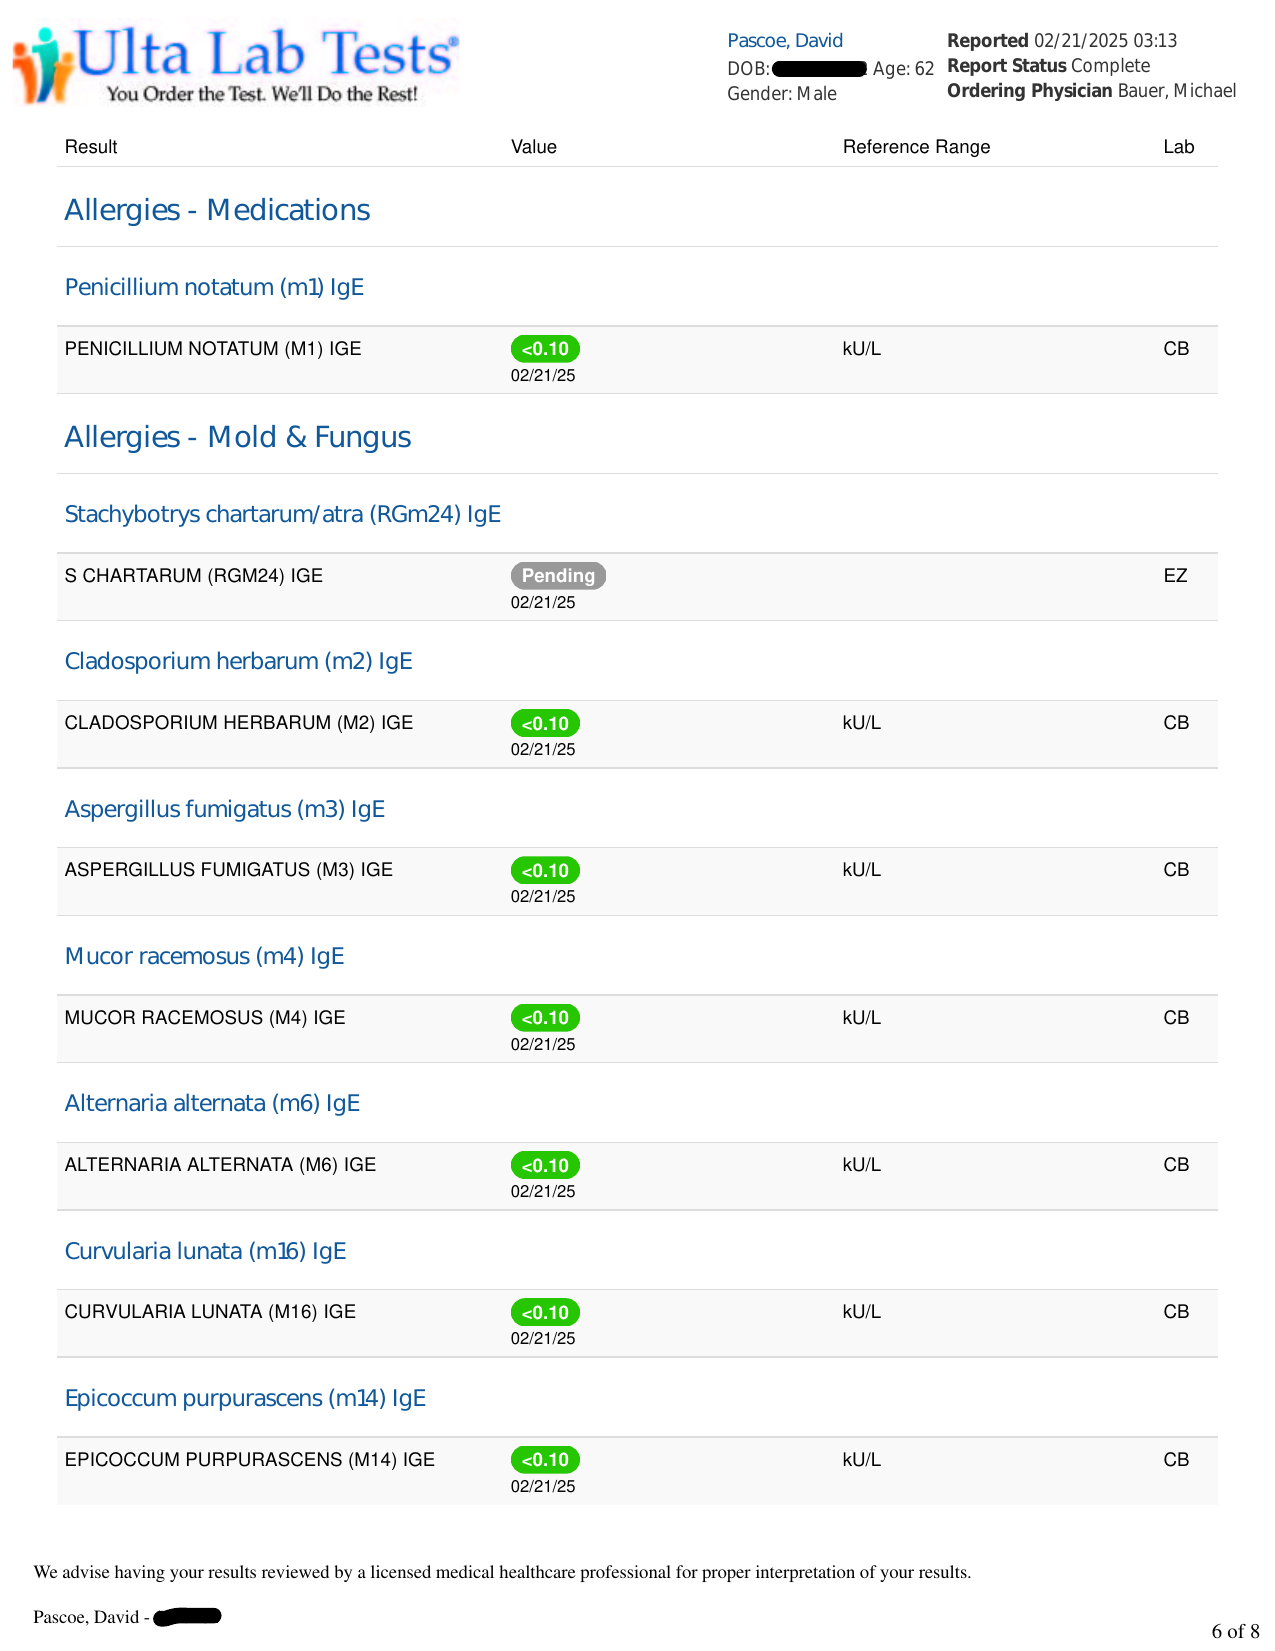 Ulta Lab Tests®
You Order the Test. We'll Do the Rest!
Pascoe, David
DOB: Age: 62
Gender: Male
Reported 02/21/2025 03:13
Report Status Complete
Ordering Physician Bauer, Michael
Result Value Reference Range Lab
Allergies - Medications
Penicillium notatum (m1) IgE
PENICILLIUM NOTATUM (M1) IGE <0.10 kU/L CB
02/21/25
Allergies - Mold & Fungus
Stachybotrys chartarum/atra (RGm24) IgE
S CHARTARUM (RGM24) IGE Pending EZ
02/21/25
Cladosporium herbarum (m2) IgE
CLADOSPORIUM HERBARUM (M2) IGE <0.10 kU/L CB
02/21/25
Aspergillus fumigatus (m3) IgE
ASPERGILLUS FUMIGATUS (M3) IGE <0.10 kU/L CB
02/21/25
Mucor racemosus (m4) IgE
MUCOR RACEMOSUS (M4) IGE <0.10 kU/L CB
02/21/25
Alternaria alternata (m6) IgE
ALTERNARIA ALTERNATA (M6) IGE <0.10 kU/L CB
02/21/25
Curvularia lunata (m16) IgE
CURVULARIA LUNATA (M16) IGE <0.10 kU/L CB
02/21/25
Epicoccum purpurascens (m14) IgE
EPICOCCUM PURPURASCENS (M14) IGE <0.10 kU/L CB
02/21/25
We advise having your results reviewed by a licensed medical healthcare professional for proper interpretation of your results.
Pascoe, David -
6 of 8